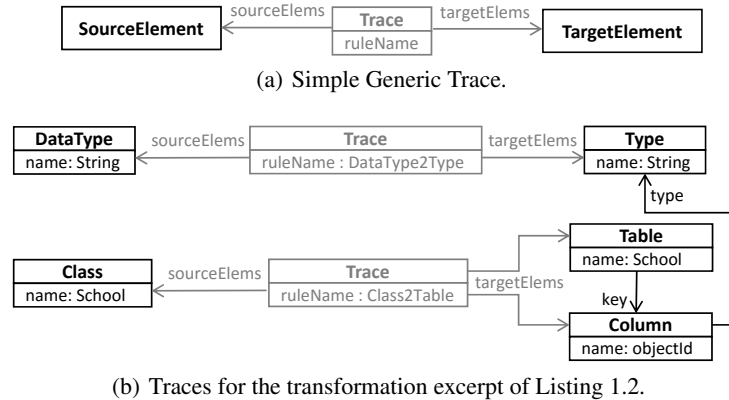 SourceElement
sourceElems
Trace
ruleName
targetElems
TargetElement
(a) Simple Generic Trace.
DataType
name: String
sourceElems
Trace
ruleName : DataType2Type
targetElems
Type
name: String
type
Class
name: School
sourceElems
Trace
ruleName : Class2Table
targetElems
Table
name: School
key
Column
name: objectId
(b) Traces for the transformation excerpt of Listing 1.2.